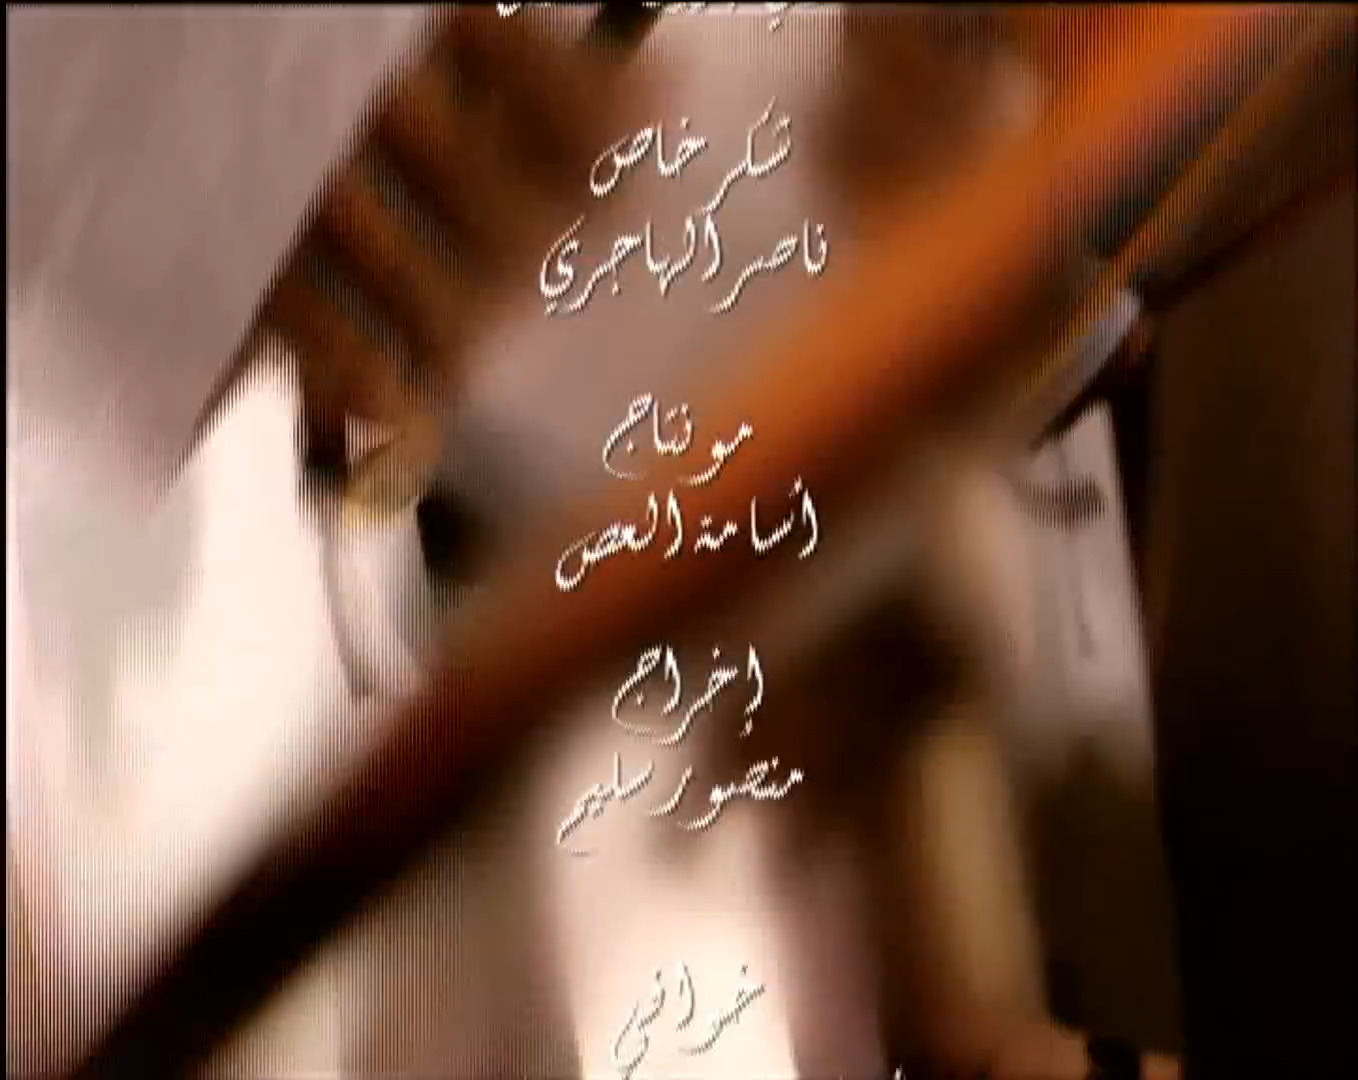 شكر خاص
ناصر الهاجري
مونتاج
أسامة العص
إخراج
منصور سليم